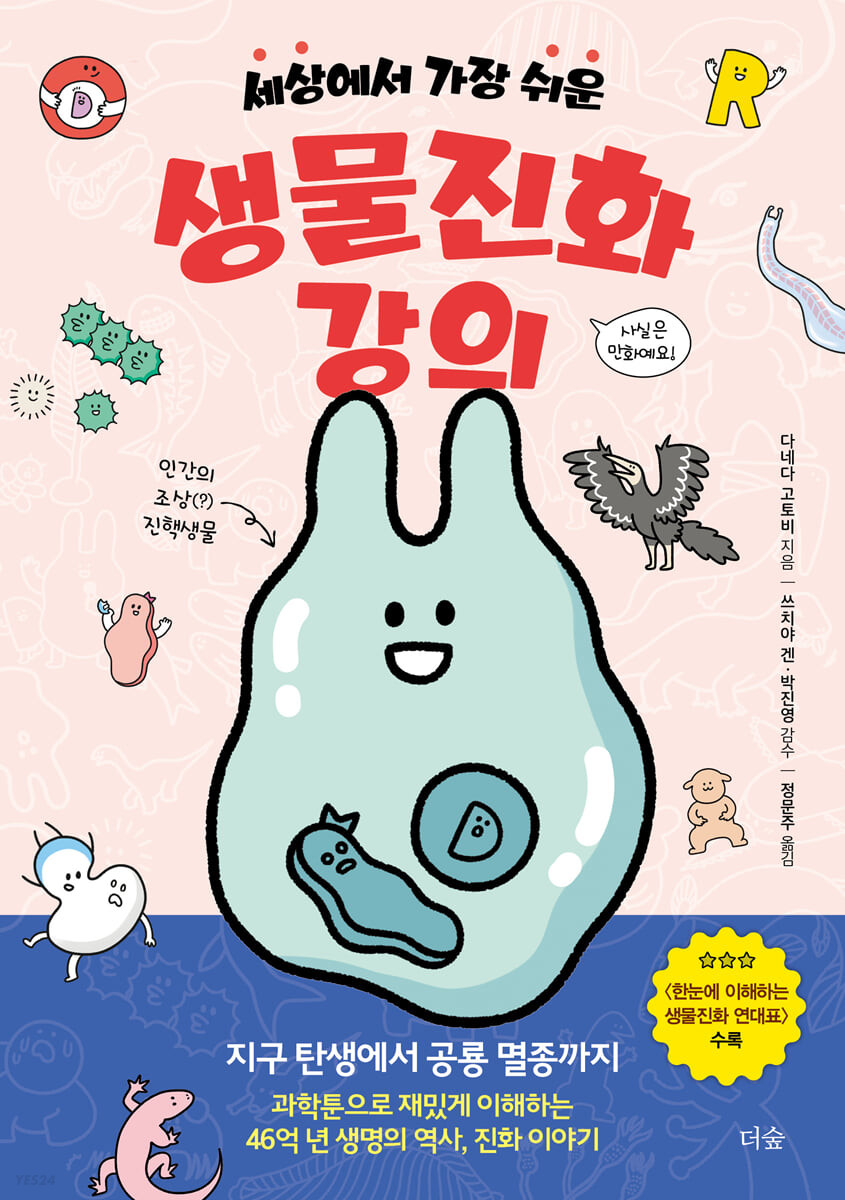 세상에서 가장 쉬운
생물진화
강의
R
D
사실은
만화예요!
인간의
조상(?)
진핵생물
다네다 고토비 지음 | 쓰치야 겐·박진영 감수 | 정문주 옮김
D
〈한눈에 이해하는
생물진화 연대표〉
수록
지구 탄생에서 공룡 멸종까지
과학툰으로 재밌게 이해하는
46억 년 생명의 역사, 진화 이야기
더숲
YES24